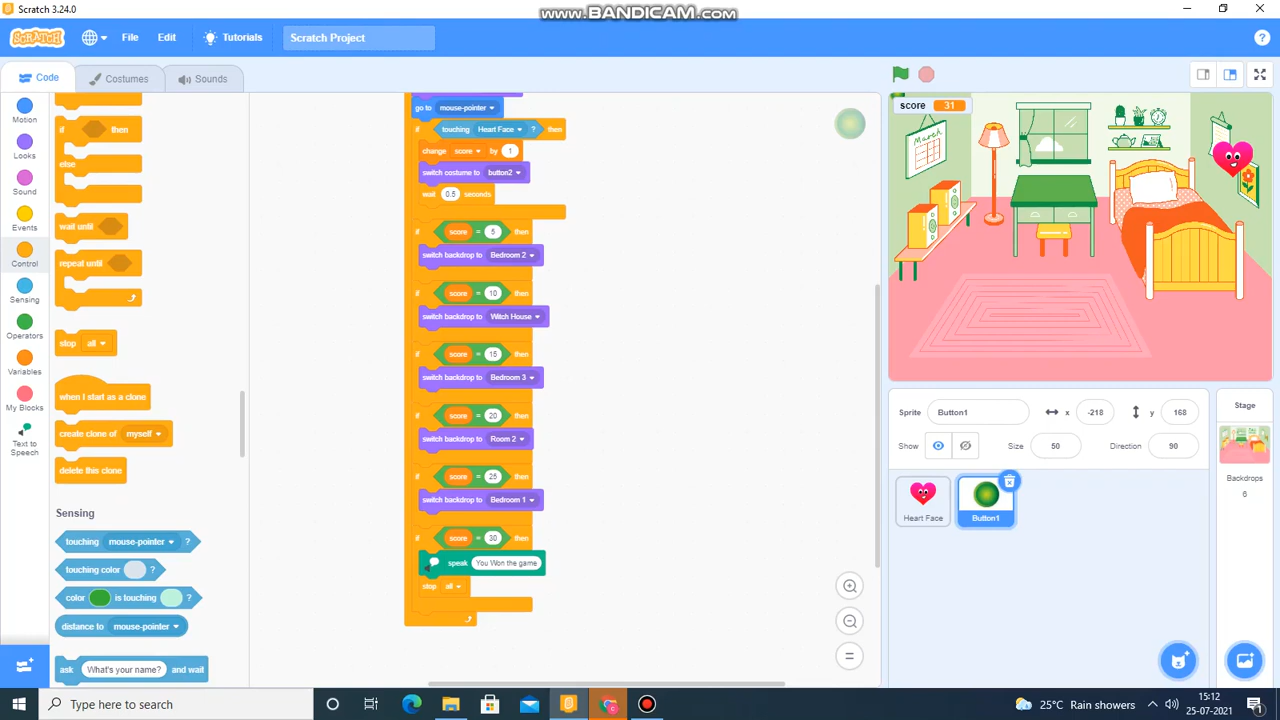 Scratch 3.24.0
www.BANDICAM.com
SCRATCH
File Edit Tutorials Scratch Project
Code Costumes Sounds
Motion
Looks
Sound
Events
Control
Sensing
Operators
Variables
My Blocks
Text to
Speech
if then
else
wait until
repeat until
stop all
when I start as a clone
create clone of myself
delete this clone
Sensing
touching mouse-pointer ?
touching color ?
color is touching ?
distance to mouse-pointer
ask What's your name? and wait
go to mouse-pointer
if touching Heart Face ? then
change score by 1
switch costume to button2
wait 0.5 seconds
if score = 5 then
switch backdrop to Bedroom 2
if score = 10 then
switch backdrop to Witch House
if score = 15 then
switch backdrop to Bedroom 3
if score = 20 then
switch backdrop to Room 2
if score = 25 then
switch backdrop to Bedroom 1
if score = 30 then
speak You Won the game
stop all
score 31
March
Sprite Button1 x -218 y 168
Show Size 50 Direction 90
Heart Face
Button1
Stage
Backdrops
6
Type here to search
25°C Rain showers
15:12
25-07-2021